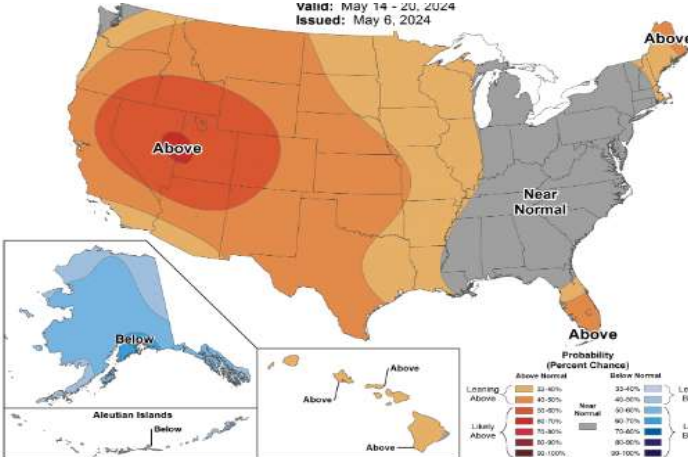 Valid: May 14 - 20, 2024
Issued: May 6, 2024
Above
Above
Near
Normal
Above
Below
Aleutian Islands
Below
Above
Above
Above
Probability
(Percent Chance)
Above Normal
Below Normal
Leaning
Above
Likely
Above
33-40%
40-50%
50-60%
60-70%
70-80%
80-90%
90-100%
Near
Normal
33-40%
40-50%
50-60%
60-70%
70-80%
80-90%
90-100%